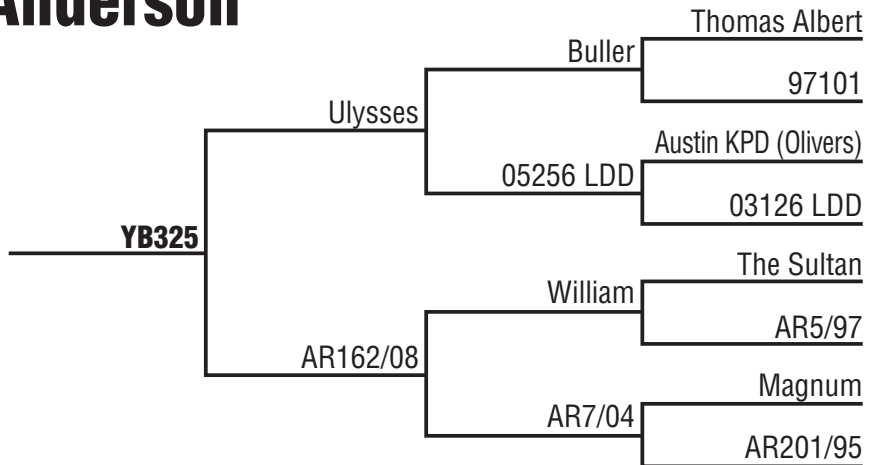 Anderson
Thomas Albert
Buller
97101
Ulysses
Austin KPD (Olivers)
05256 LDD
03126 LDD
YB325
The Sultan
William
AR5/97
AR162/08
Magnum
AR7/04
AR201/95